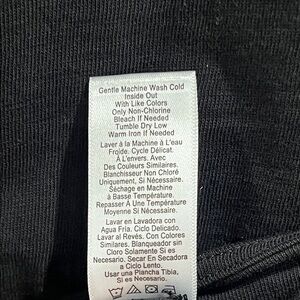 Gentle Machine Wash Cold
Inside Out
With Like Colors
Only Non-Chlorine
Bleach If Needed
Tumble Dry Low
Warm Iron If Needed
Laver à la Machine à L'eau
Froide. Cycle Délicat.
À L'envers. Avec
Des Couleurs Similaires.
Blanchisseur Non Chloré
Uniquement, Si Nécessaire.
Séchage en Machine
à Basse Température.
Repasser À Une Température
Moyenne Si Nécessaire.
Lavar en Lavadora con
Agua Fria. Ciclo Delicado.
Lavar al Revés. Con Colores
Similares. Blanqueador sin
Cloro Solamente Si es
Necesario. Secar En Secadora
a Ciclo Lento.
Usar una Plancha Tibia,
Si es Necesario.